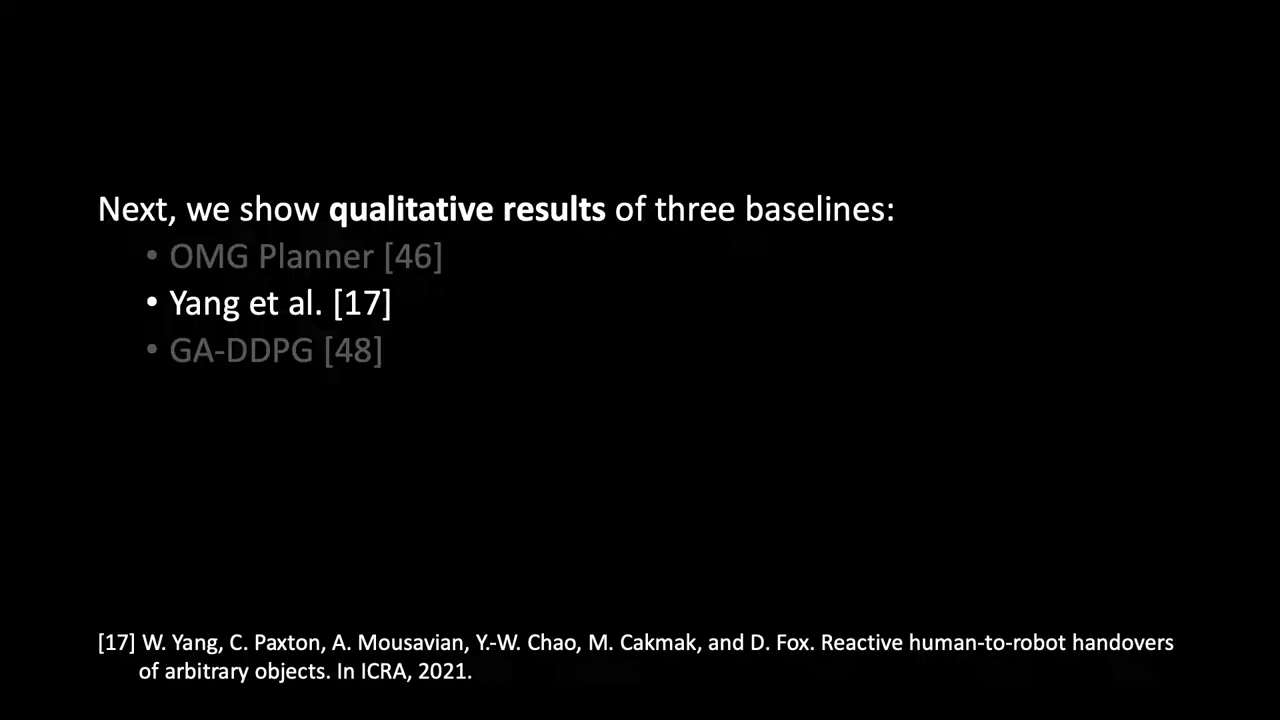 Next, we show qualitative results of three baselines:
• OMG Planner [46]
• Yang et al. [17]
• GA-DDPG [48]
[17] W. Yang, C. Paxton, A. Mousavian, Y.-W. Chao, M. Cakmak, and D. Fox. Reactive human-to-robot handovers
of arbitrary objects. In ICRA, 2021.